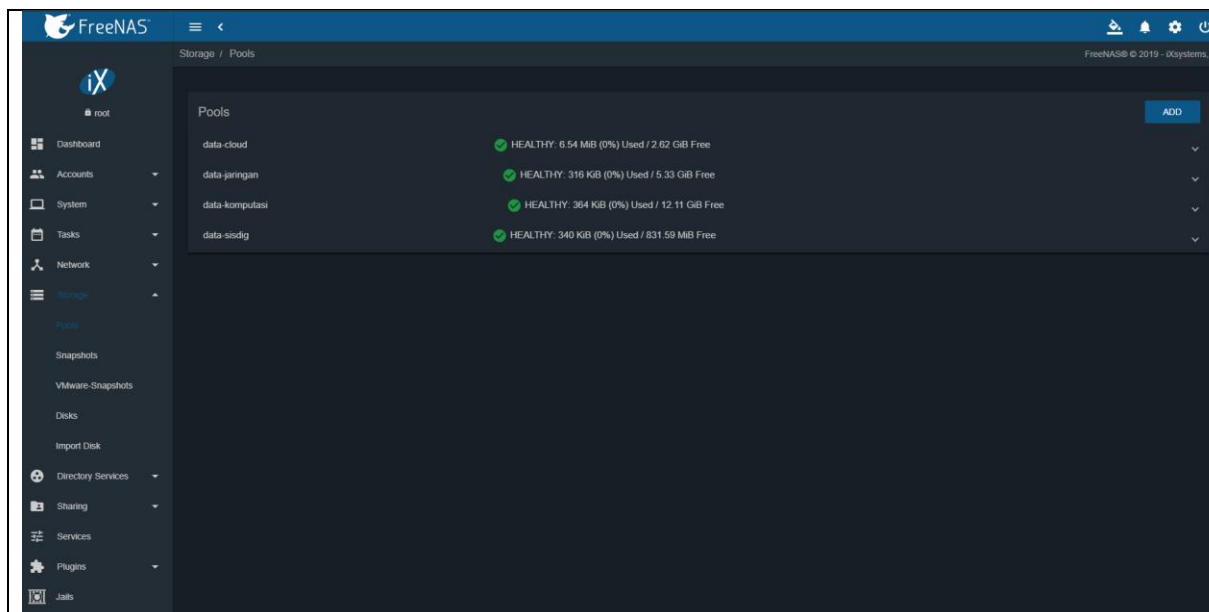 FreeNAS
Storage / Pools
FreeNAS® © 2019 - iXsystems,
iX
root
Pools
ADD
data-cloud
HEALTHY: 6.54 MiB (0%) Used / 2.62 GiB Free
data-jaringan
HEALTHY: 316 KiB (0%) Used / 5.33 GiB Free
data-komputasi
HEALTHY: 364 KiB (0%) Used / 12.11 GiB Free
data-sisdig
HEALTHY: 340 KiB (0%) Used / 831.59 MiB Free
Dashboard
Accounts
System
Tasks
Network
Storage
Pools
Snapshots
VMware-Snapshots
Disks
Import Disk
Directory Services
Sharing
Services
Plugins
Jails